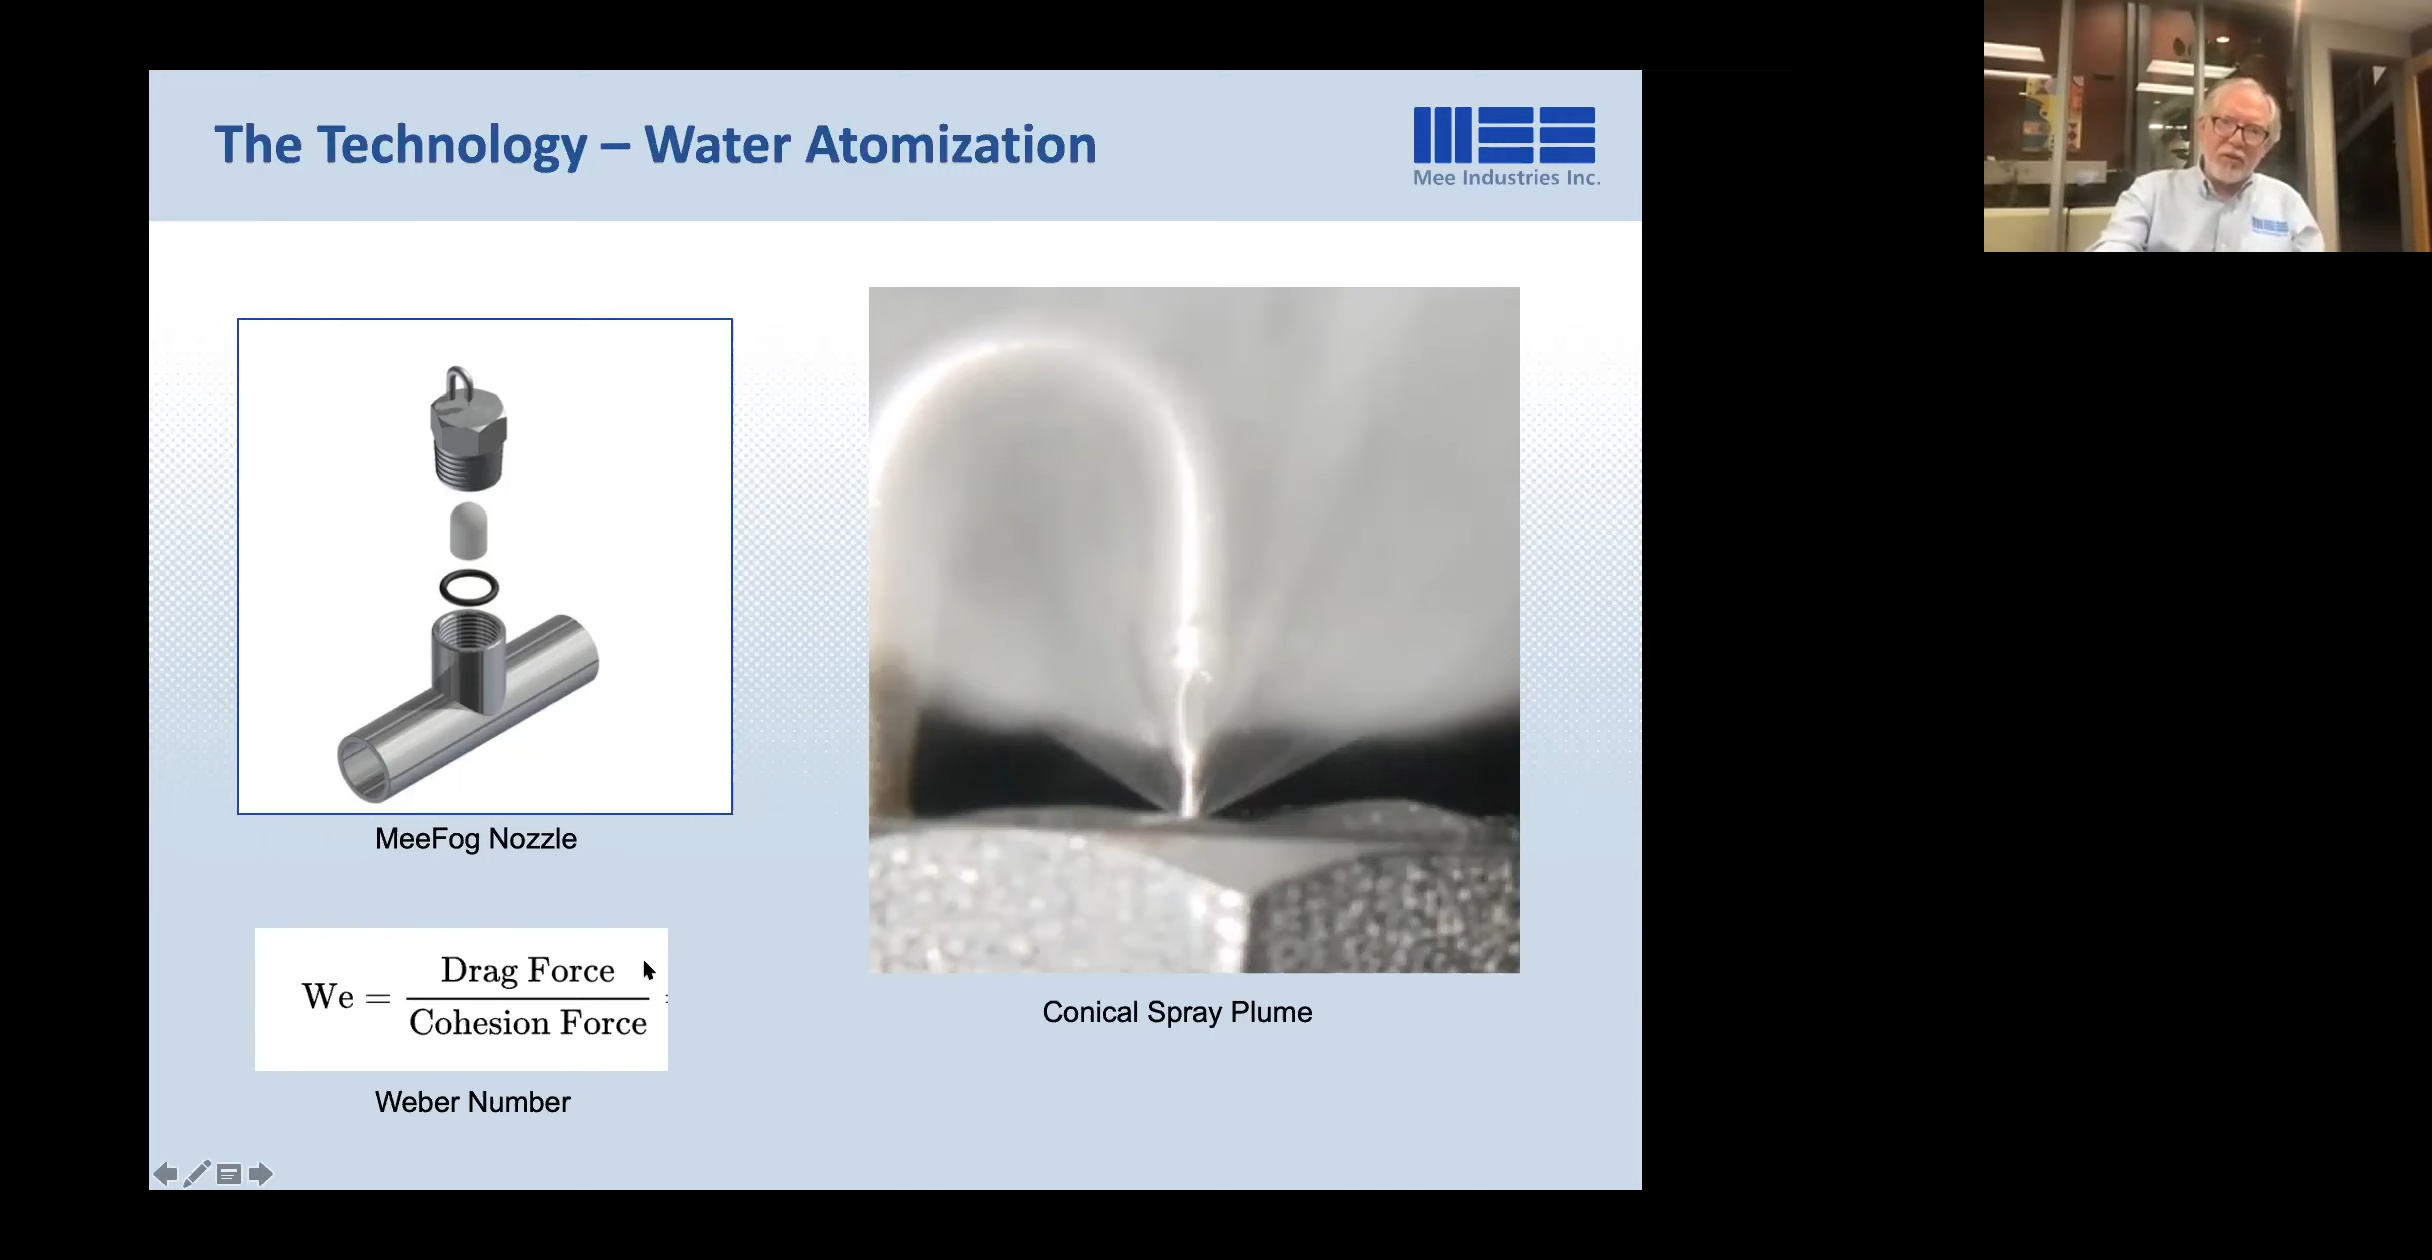 The Technology – Water Atomization
MEE
Mee Industries Inc.
MeeFog Nozzle
We = Drag Force / Cohesion Force
Weber Number
Conical Spray Plume